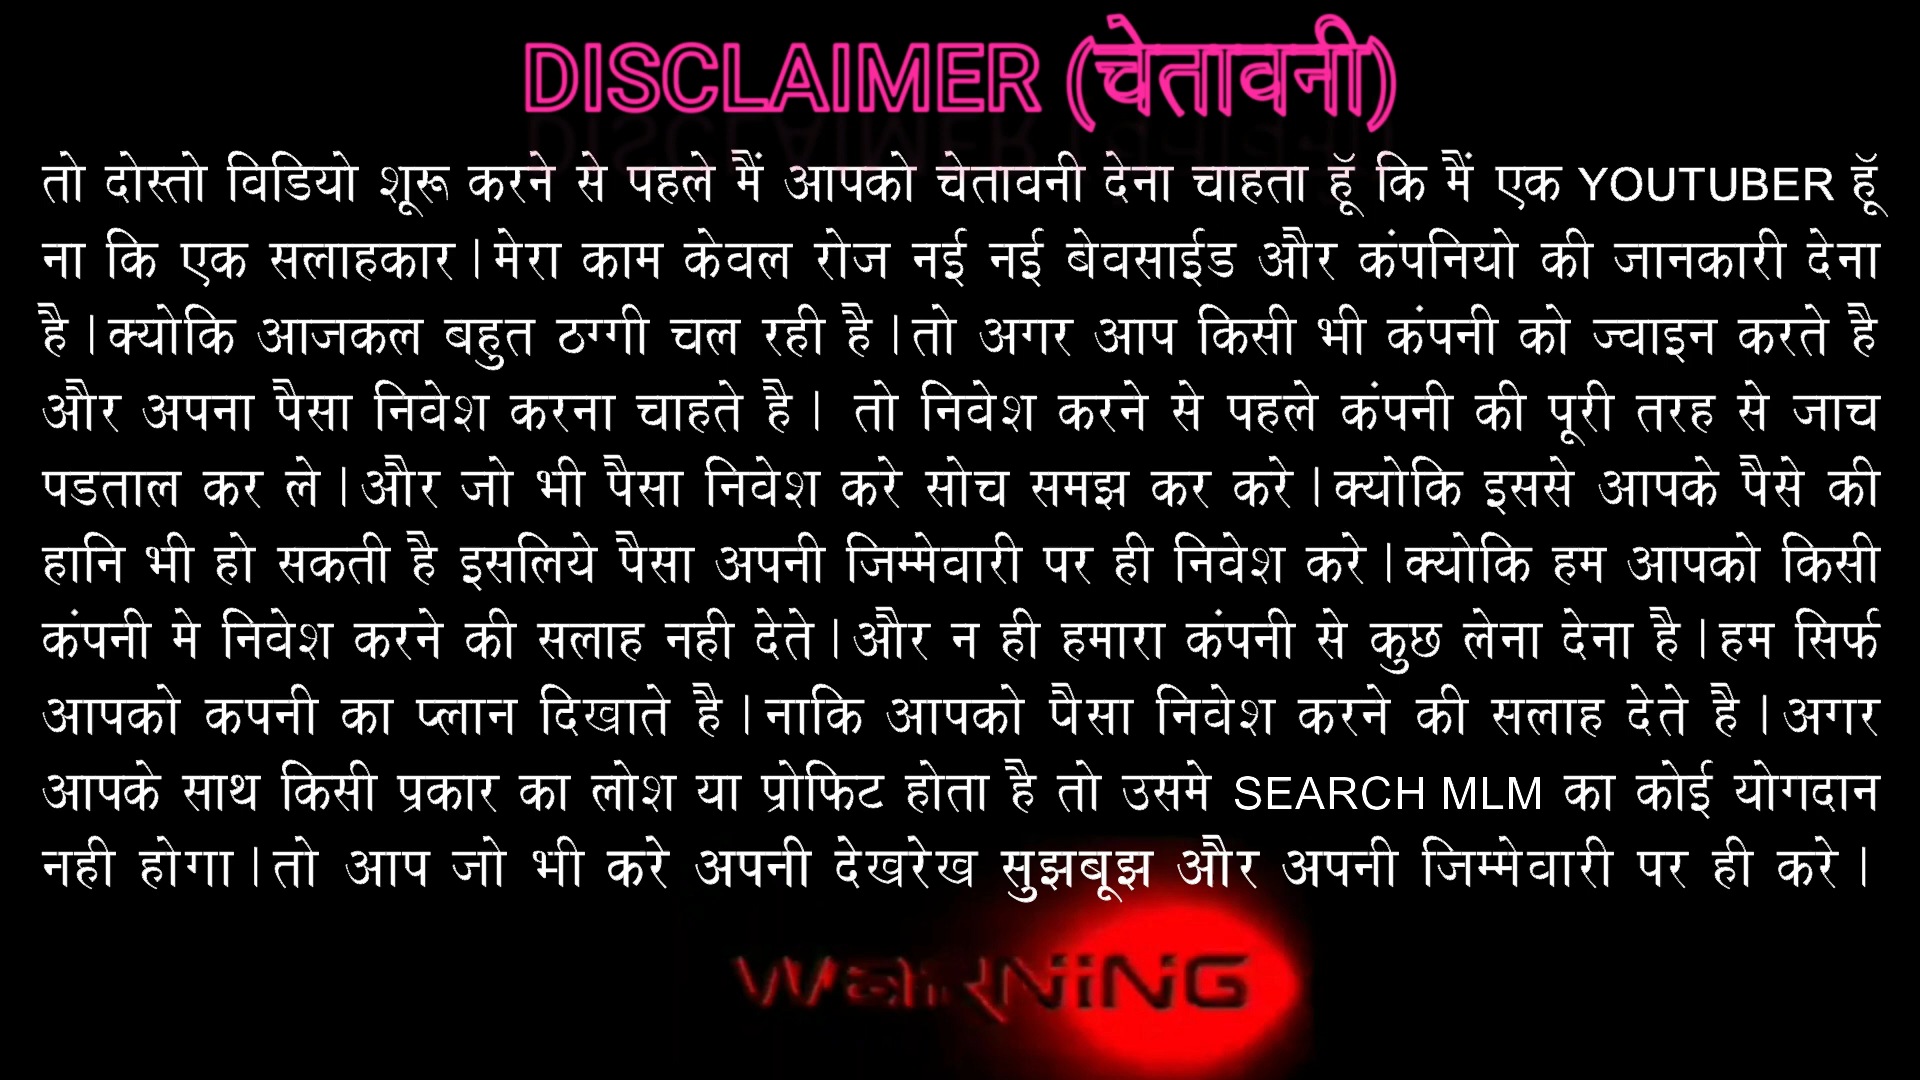 DISCLAIMER (चेतावनी)
तो दोस्तो विडियो शूरू करने से पहले मैं आपको चेतावनी देना चाहता हूॅ कि मैं एक YOUTUBER हूॅ
ना कि एक सलाहकार।मेरा काम केवल रोज नई नई बेवसाईड और कंपनियो की जानकारी देना
है।क्योकि आजकल बहुत ठग्गी चल रही है।तो अगर आप किसी भी कंपनी को ज्वाइन करते है
और अपना पैसा निवेश करना चाहते है। तो निवेश करने से पहले कंपनी की पूरी तरह से जाच
पडताल कर ले।और जो भी पैसा निवेश करे सोच समझ कर करे।क्योकि इससे आपके पैसे की
हानि भी हो सकती है इसलिये पैसा अपनी जिम्मेवारी पर ही निवेश करे।क्योकि हम आपको किसी
कंपनी मे निवेश करने की सलाह नही देते।और न ही हमारा कंपनी से कुछ लेना देना है।हम सिर्फ
आपको कपनी का प्लान दिखाते है।नाकि आपको पैसा निवेश करने की सलाह देते है।अगर
आपके साथ किसी प्रकार का लोश या प्रोफिट होता है तो उसमे SEARCH MLM का कोई योगदान
नही होगा।तो आप जो भी करे अपनी देखरेख सुझबूझ और अपनी जिम्मेवारी पर ही करे।
WARNiNG